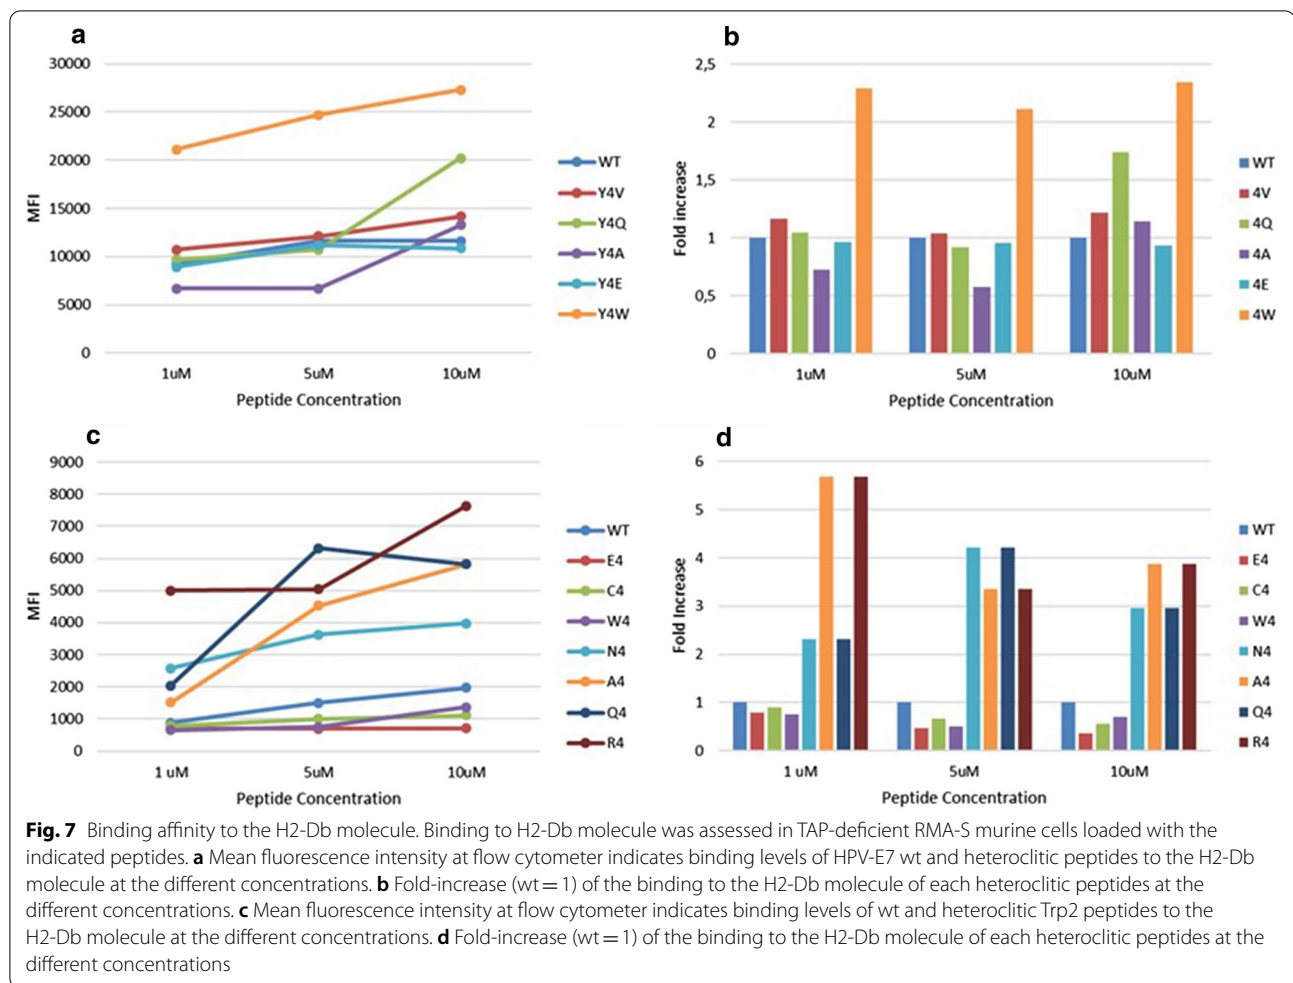 a
30000
25000
20000
15000
10000
5000
0
MFI
1uM 5uM 10uM
Peptide Concentration
WT
Y4V
Y4Q
Y4A
Y4E
Y4W
b
2,5
2
1,5
1
0,5
0
Fold increase
1uM 5uM 10uM
Peptide Concentration
WT
4V
4Q
4A
4E
4W
c
9000
8000
7000
6000
5000
4000
3000
2000
1000
0
MFI
1 uM 5uM 10uM
Peptide Concentration
WT
E4
C4
W4
N4
A4
Q4
R4
d
6
5
4
3
2
1
0
Fold Increase
1 uM 5uM 10uM
Peptide Concentration
WT
E4
C4
W4
N4
A4
Q4
R4
Fig. 7 Binding affinity to the H2-Db molecule. Binding to H2-Db molecule was assessed in TAP-deficient RMA-S murine cells loaded with the
indicated peptides. a Mean fluorescence intensity at flow cytometer indicates binding levels of HPV-E7 wt and heteroclitic peptides to the H2-Db
molecule at the different concentrations. b Fold-increase (wt = 1) of the binding to the H2-Db molecule of each heteroclitic peptides at the
different concentrations. c Mean fluorescence intensity at flow cytometer indicates binding levels of wt and heteroclitic Trp2 peptides to the
H2-Db molecule at the different concentrations. d Fold-increase (wt = 1) of the binding to the H2-Db molecule of each heteroclitic peptides at the
different concentrations